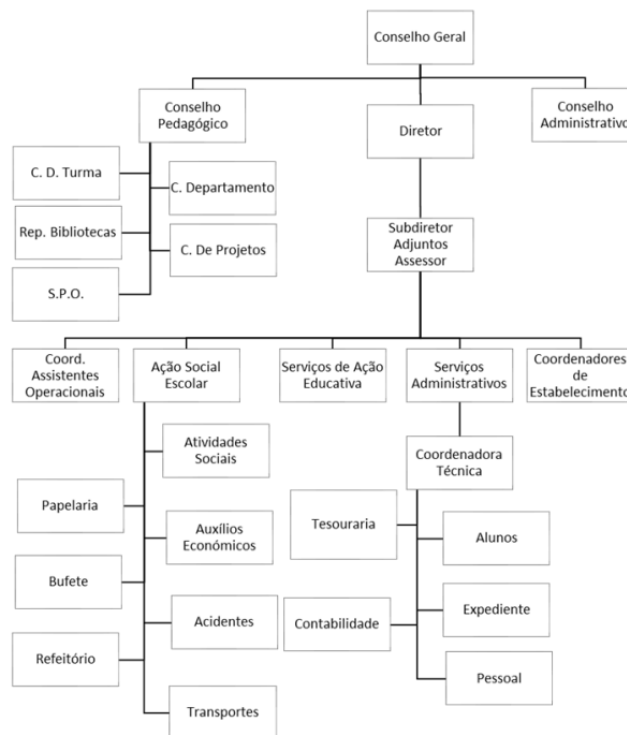 Conselho Geral
Conselho
Pedagógico
Diretor
Conselho
Administrativo
C. D. Turma
C. Departamento
Rep. Bibliotecas
C. De Projetos
S.P.O.
Subdiretor
Adjuntos
Assessor
Coord.
Assistentes
Operacionais
Ação Social
Escolar
Serviços de Ação
Educativa
Serviços
Administrativos
Coordenadores
de
Estabelecimento
Atividades
Sociais
Coordenadora
Técnica
Papelaria
Auxílios
Económicos
Tesouraria
Alunos
Bufete
Acidentes
Contabilidade
Expediente
Refeitório
Pessoal
Transportes